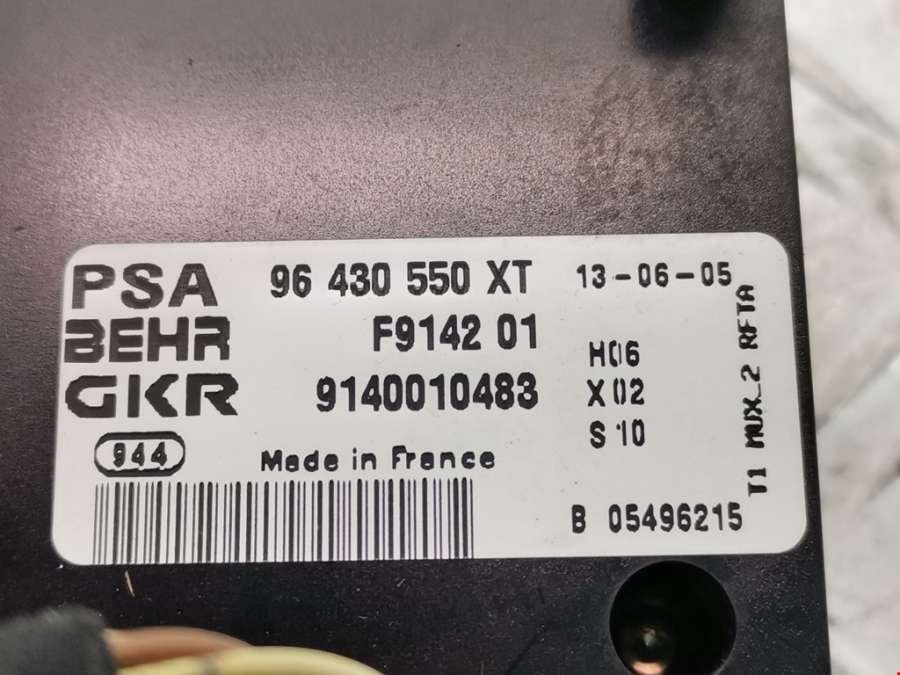 PSA 96 430 550 XT 13-06-05
BEHR F9142 01
GKR 9140010483
H06
X02
S 10
944
Made in France
B 05496215
T1 MUX_2 RFTA